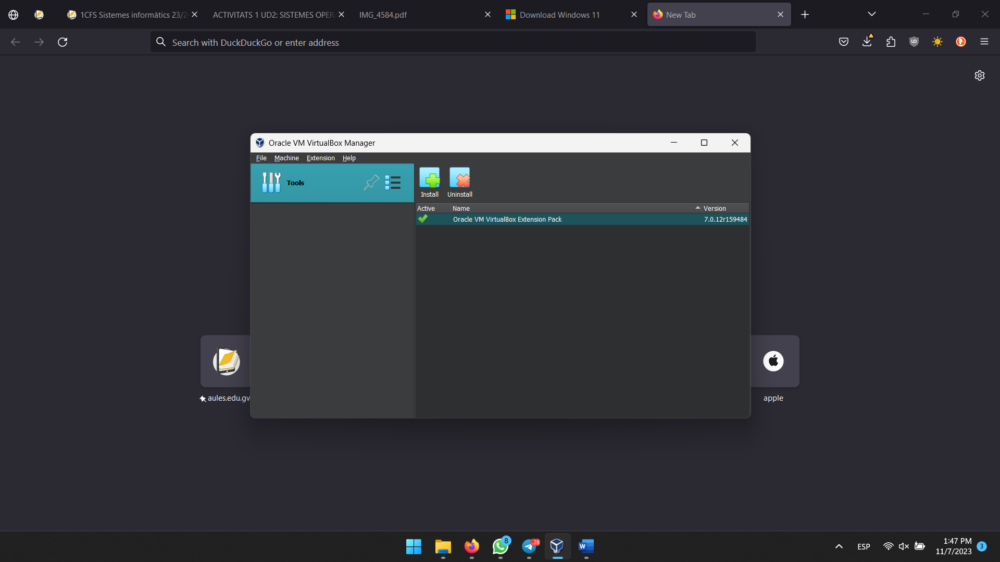 1CFS Sistemes informàtics 23/2
ACTIVITATS 1 UD2: SISTEMES OPER
IMG_4584.pdf
Download Windows 11
New Tab
Search with DuckDuckGo or enter address
Oracle VM VirtualBox Manager
File Machine Extension Help
Tools
Install Uninstall
Active Name Version
Oracle VM VirtualBox Extension Pack 7.0.12r159484
aules.edu.gv
apple
8
.28
W
ESP
1:47 PM
11/7/2023
3